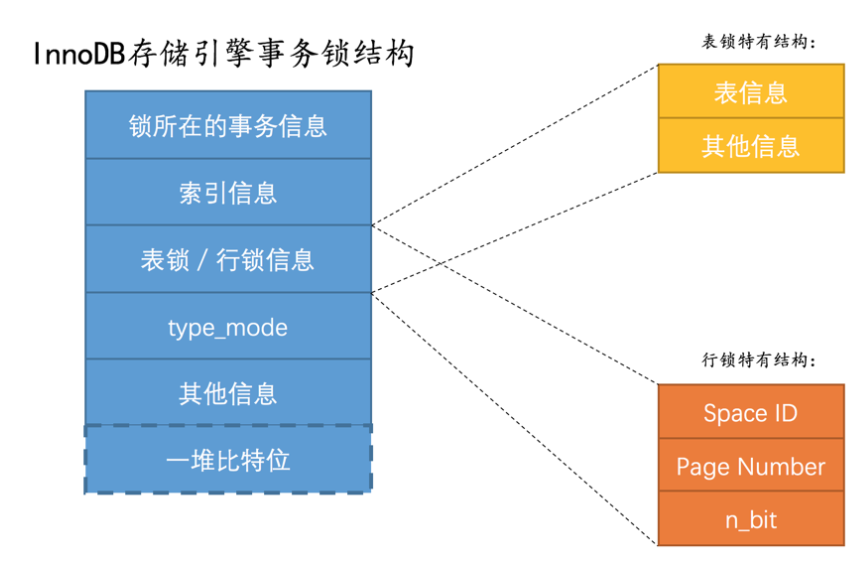 InnoDB存储引擎事务锁结构
锁所在的事务信息
索引信息
表锁 / 行锁信息
type_mode
其他信息
一堆比特位
表锁特有结构：
表信息
其他信息
行锁特有结构：
Space ID
Page Number
n_bit